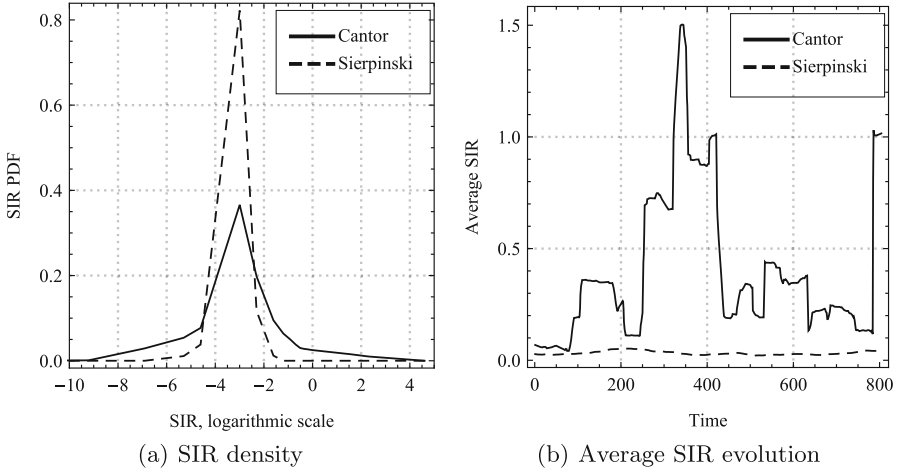 SIR PDF
0.8
0.6
0.4
0.2
0.0
−10
−8
−6
−4
−2
0
2
4
Cantor
Sierpinski
SIR, logarithmic scale
(a) SIR density
Average SIR
1.5
1.0
0.5
0.0
0
200
400
600
800
Cantor
Sierpinski
Time
(b) Average SIR evolution